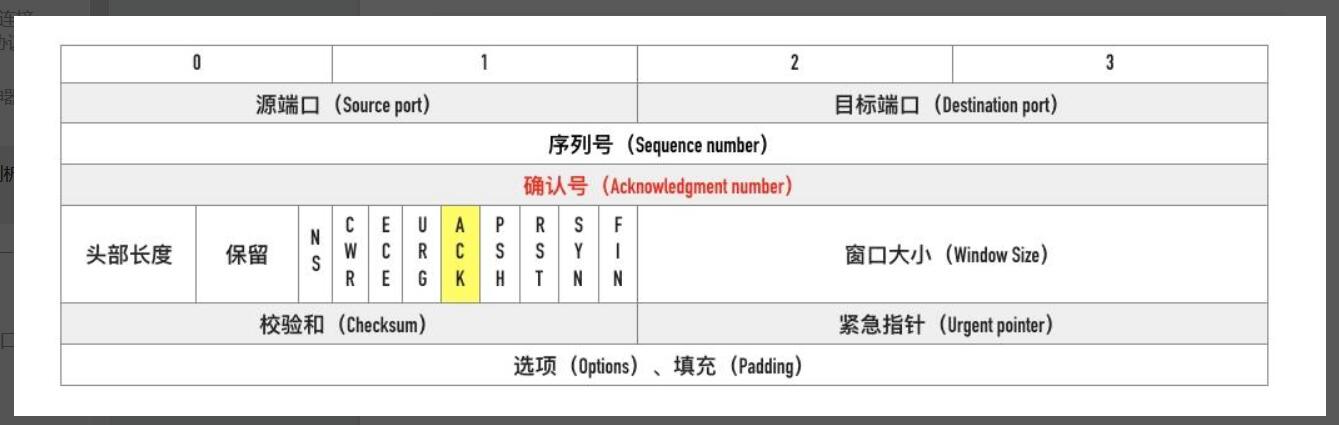 0 1 2 3
源端口（Source port） 目标端口（Destination port）
序列号（Sequence number）
确认号（Acknowledgment number）
头部长度 保留 NS CWR ECE URG ACK PSH RST SYN FIN 窗口大小（Window Size）
校验和（Checksum） 紧急指针（Urgent pointer）
选项（Options）、填充（Padding）